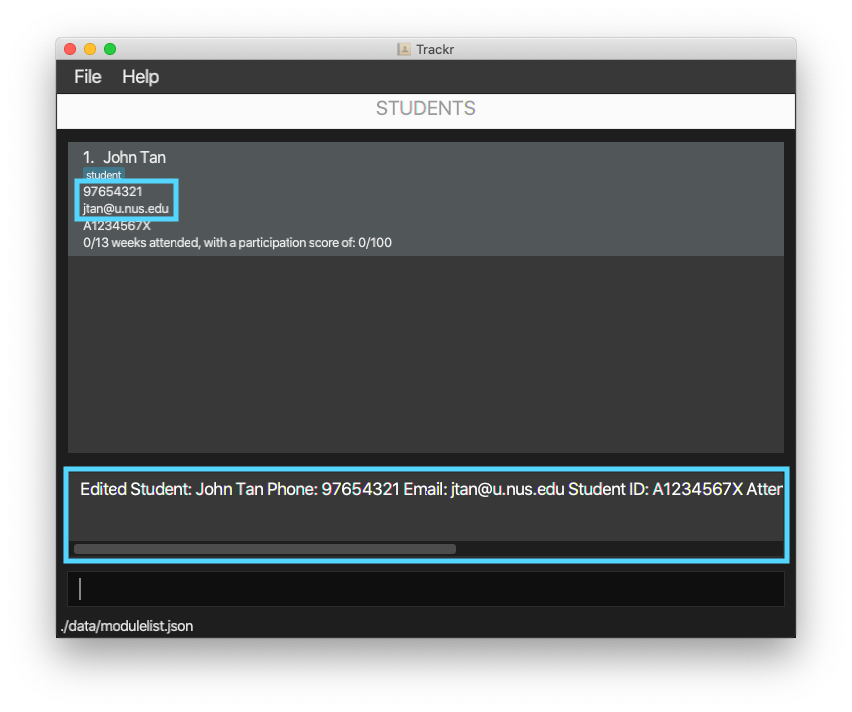 Trackr
File Help
STUDENTS
1. John Tan
student
97654321
jtan@u.nus.edu
A1234567X
0/13 weeks attended, with a participation score of: 0/100
Edited Student: John Tan Phone: 97654321 Email: jtan@u.nus.edu Student ID: A1234567X Atten
./data/modulelist.json